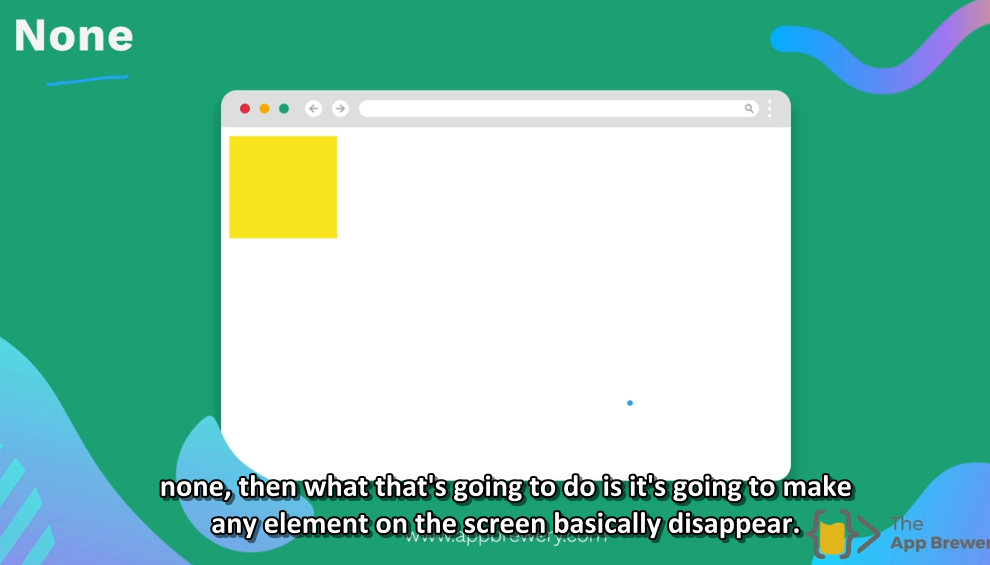 None
none, then what that's going to do is it's going to make
any element on the screen basically disappear.
www.appbrewery.com
The
App Brewer